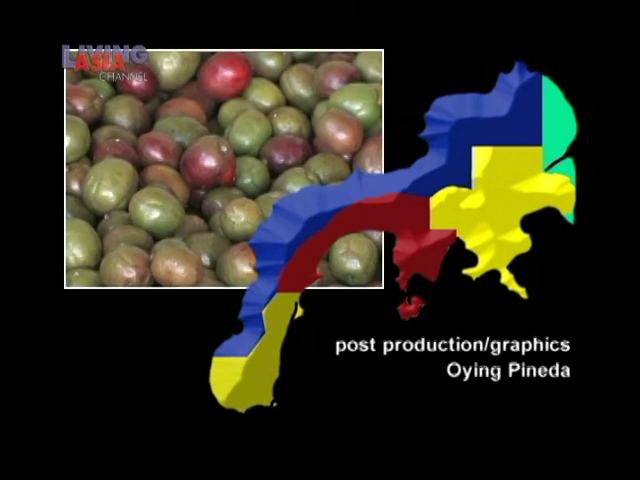 LIVING
ASIA
CHANNEL
post production/graphics
Oying Pineda